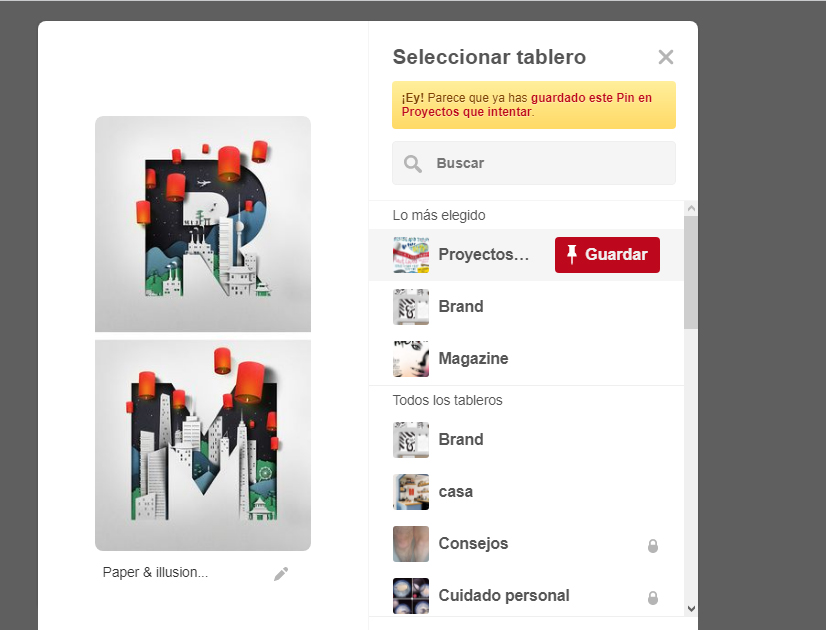 Seleccionar tablero
¡Ey! Parece que ya has guardado este Pin en
Proyectos que intentar.
Buscar
Lo más elegido
Proyectos…
Guardar
Brand
Magazine
Todos los tableros
Brand
casa
Consejos
Cuidado personal
R
M
Paper & illusion...